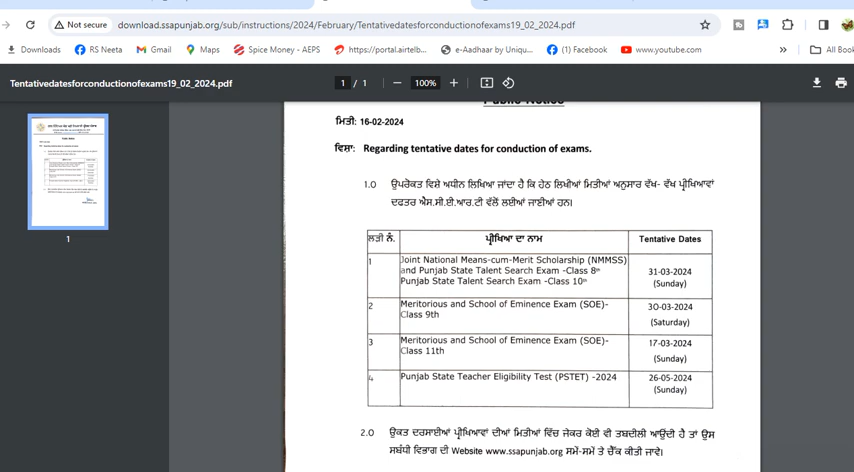 Not secure
download.ssapunjab.org/sub/instructions/2024/February/Tentativedatesforconductionofexams19_02_2024.pdf
Downloads
RS Neeta
Gmail
Maps
Spice Money - AEPS
https://portal.airtelb...
e-Aadhaar by Uniqu...
(1) Facebook
www.youtube.com
»
All Book
Tentativedatesforconductionofexams19_02_2024.pdf
1 / 1
100%
1
Public Notice
ਮਿਤੀ: 16-02-2024
ਵਿਸ਼ਾ: Regarding tentative dates for conduction of exams.
1.0 ਉਪਰੋਕਤ ਵਿਸ਼ੇ ਅਧੀਨ ਲਿਖਿਆ ਜਾਂਦਾ ਹੈ ਕਿ ਹੇਠ ਲਿਖੀਆਂ ਮਿਤੀਆਂ ਅਨੁਸਾਰ ਵੱਖ- ਵੱਖ ਪ੍ਰੀਖਿਆਵਾਂ
ਦਫਤਰ ਐਸ.ਸੀ.ਈ.ਆਰ.ਟੀ ਵੱਲੋਂ ਲਈਆਂ ਜਾਣੀਆਂ ਹਨ।
ਲੜੀ ਨੰ. ਪ੍ਰੀਖਿਆ ਦਾ ਨਾਮ Tentative Dates
1 Joint National Means-cum-Merit Scholarship (NMMSS)
and Punjab State Talent Search Exam -Class 8th
Punjab State Talent Search Exam -Class 10th
31-03-2024
(Sunday)
2 Meritorious and School of Eminence Exam (SOE)-
Class 9th
30-03-2024
(Saturday)
3 Meritorious and School of Eminence Exam (SOE)-
Class 11th
17-03-2024
(Sunday)
4 Punjab State Teacher Eligibility Test (PSTET) -2024
26-05-2024
(Sunday)
2.0 ਉਕਤ ਦਰਸਾਈਆਂ ਪ੍ਰੀਖਿਆਵਾਂ ਦੀਆਂ ਮਿਤੀਆਂ ਵਿੱਚ ਜੇਕਰ ਕੋਈ ਵੀ ਤਬਦੀਲੀ ਆਉਂਦੀ ਹੈ ਤਾਂ ਉਸ
ਸਬੰਧੀ ਵਿਭਾਗ ਦੀ Website www.ssapunjab.org ਸਮੇਂ-ਸਮੇਂ ਤੇ ਚੈੱਕ ਕੀਤੀ ਜਾਵੇ।